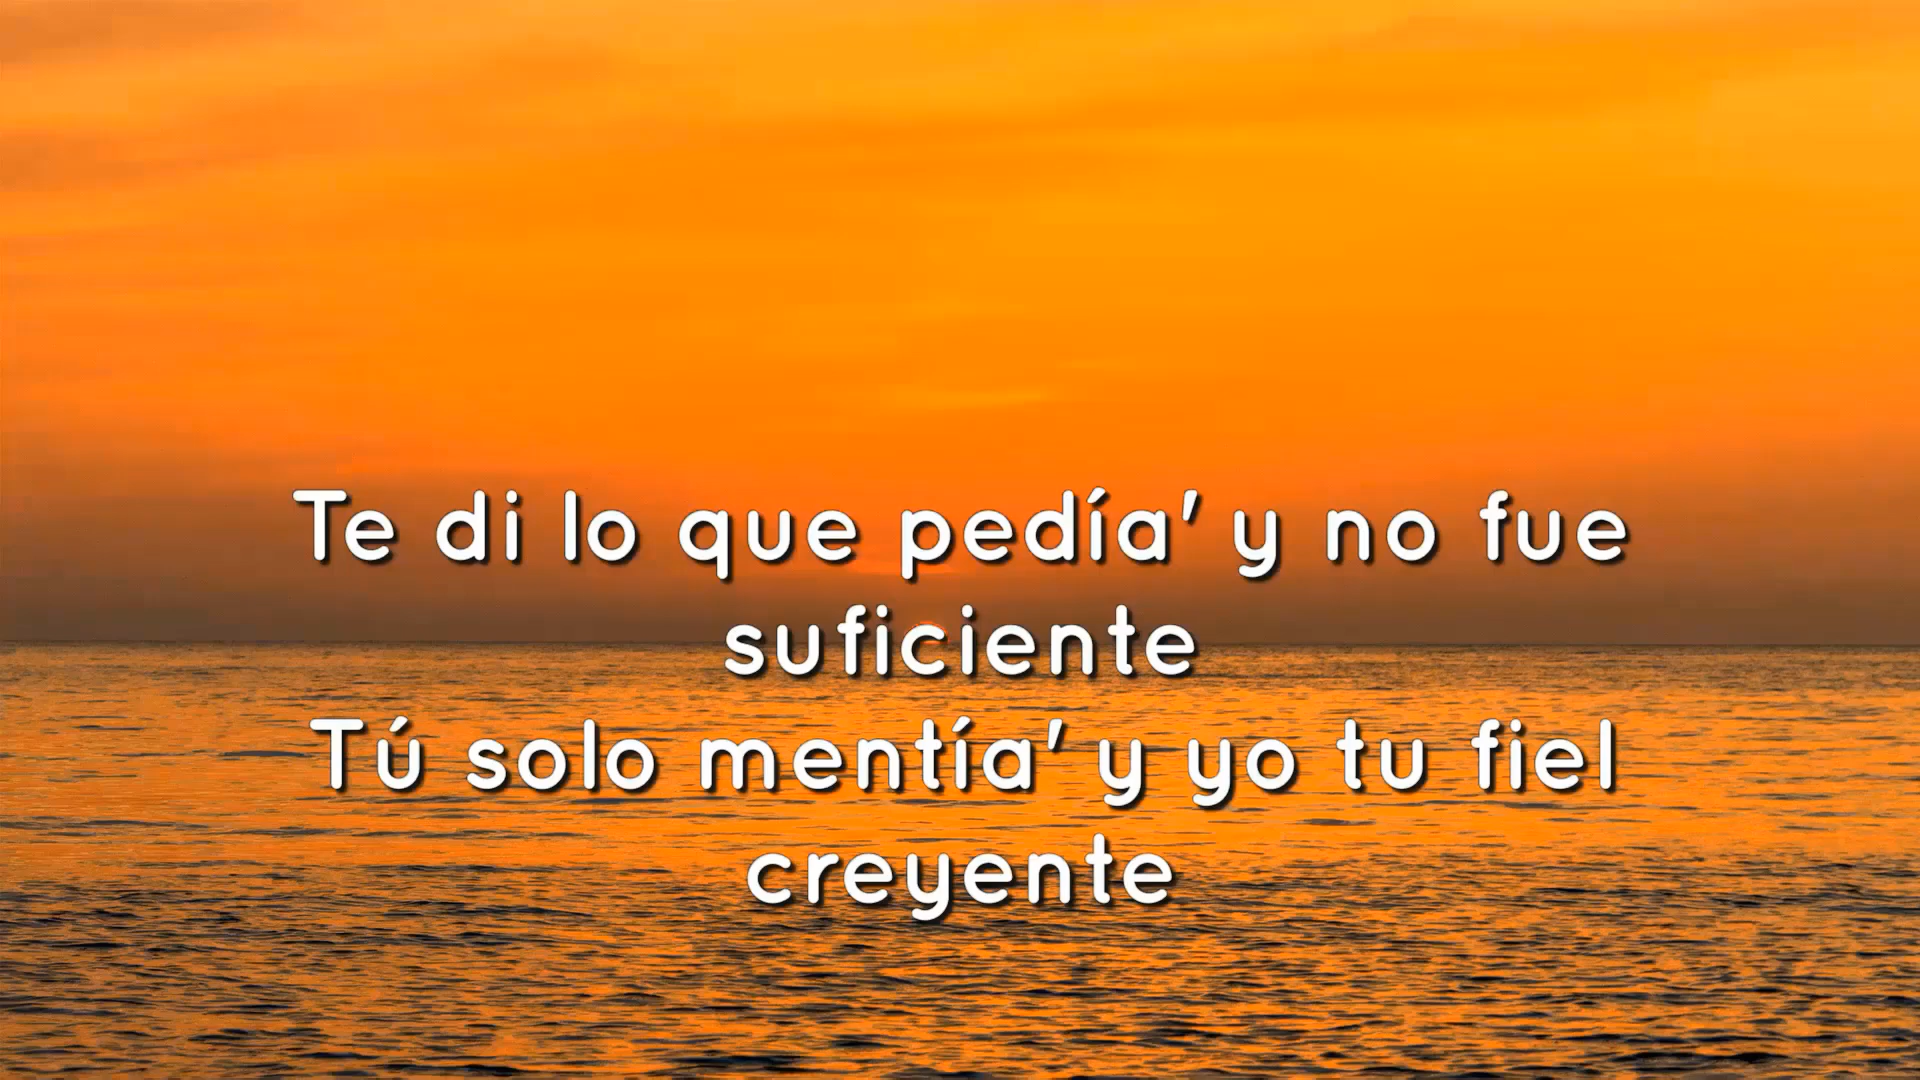 Te di lo que pedía' y no fue
suficiente
Tú solo mentía' y yo tu fiel
creyente